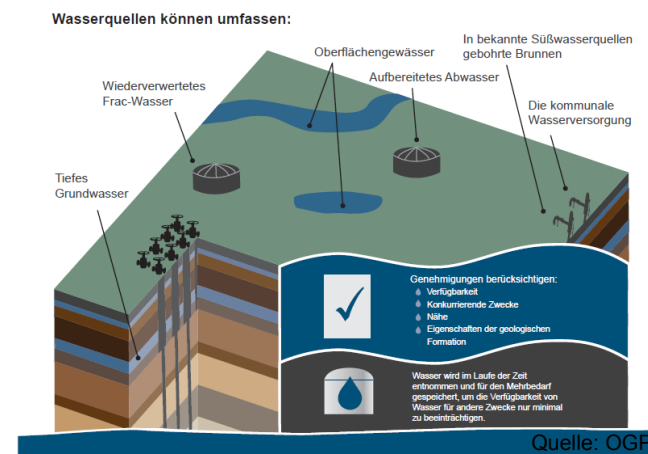 Wasserquellen können umfassen:
In bekannte Süßwasserquellen
gebohrte Brunnen
Oberflächengewässer
Aufbereitetes Abwasser
Wiederverwertetes
Frac-Wasser
Die kommunale
Wasserversorgung
Tiefes
Grundwasser
Genehmigungen berücksichtigen:
Verfügbarkeit
Konkurrierende Zwecke
Nähe
Eigenschaften der geologischen
Formation
Wasser wird im Laufe der Zeit
entnommen und für den Mehrbedarf
gespeichert, um die Verfügbarkeit von
Wasser für andere Zwecke nur minimal
zu beeinträchtigen.
Quelle: OGP